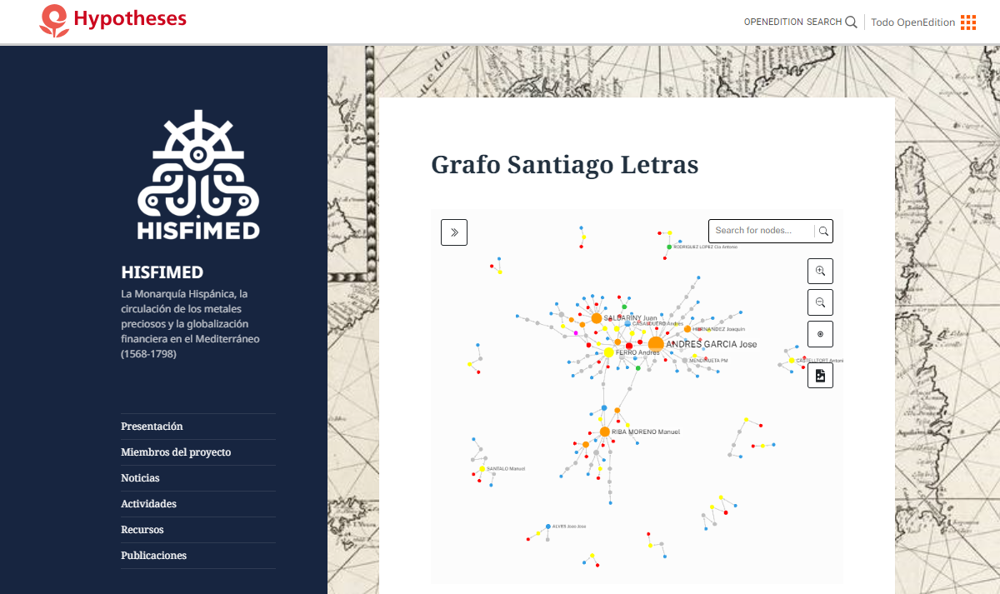 Hypotheses
OPENEDITION SEARCH
Todo OpenEdition
HISFIMED
HISFIMED
La Monarquía Hispánica, la
circulación de los metales
preciosos y la globalización
financiera en el Mediterráneo
(1568-1798)
Presentación
Miembros del proyecto
Noticias
Actividades
Recursos
Publicaciones
Grafo Santiago Letras
Search for nodes...
RODRIGUEZ LOPEZ Cia Antonio
SALDARINY Juan
CASALDUERO Andres
HERNANDEZ Joaquin
ANDRES GARCIA Jose
FERRO Andres
MENDINUETA PM
CASTELLTORT Antoni
RIBA MORENO Manuel
SANTALO Manuel
ALVES Jose Jose